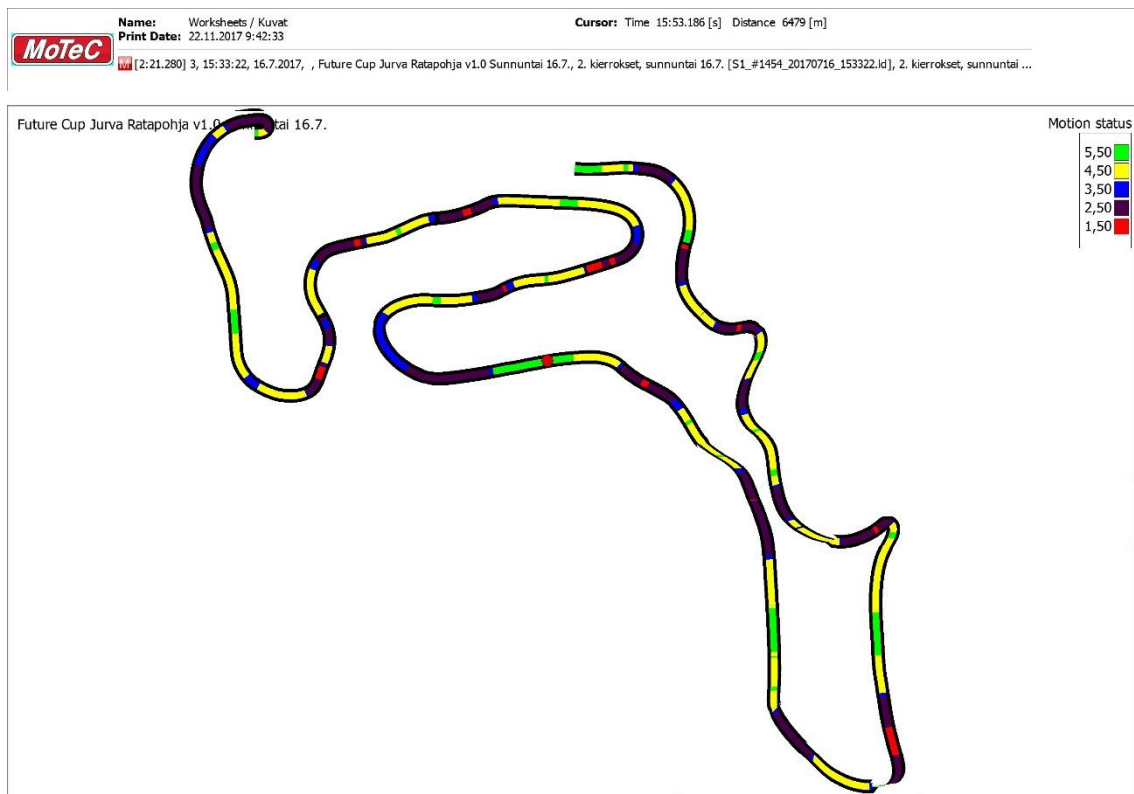 MoTeC
Name: Worksheets / Kuvat
Print Date: 22.11.2017 9:42:33
Cursor: Time 15:53.186 [s] Distance 6479 [m]
[2:21.280] 3, 15:33:22, 16.7.2017, , Future Cup Jurva Ratapohja v1.0 Sunnuntai 16.7., 2. kierrokset, sunnuntai 16.7. [S1_#1454_20170716_153322.ld], 2. kierrokset, sunnuntai ...
Future Cup Jurva Ratapohja v1.0 tai 16.7.
Motion status
5,50
4,50
3,50
2,50
1,50